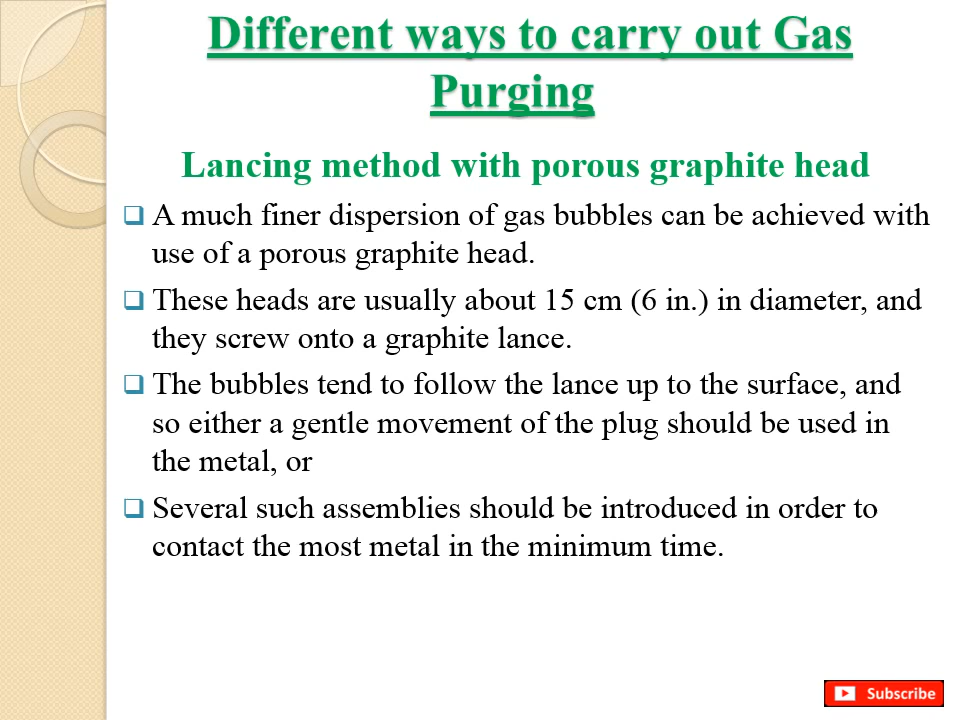 Different ways to carry out Gas
Purging
Lancing method with porous graphite head
A much finer dispersion of gas bubbles can be achieved with
use of a porous graphite head.
These heads are usually about 15 cm (6 in.) in diameter, and
they screw onto a graphite lance.
The bubbles tend to follow the lance up to the surface, and
so either a gentle movement of the plug should be used in
the metal, or
Several such assemblies should be introduced in order to
contact the most metal in the minimum time.
Subscribe